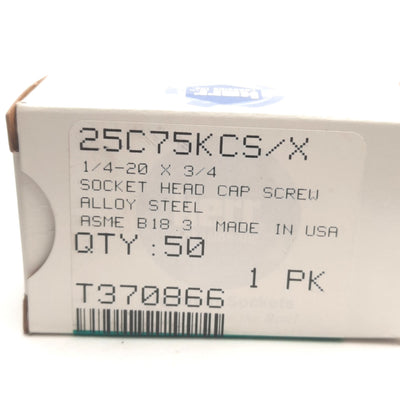 25C75KCS/X
1/4-20 X 3/4
SOCKET HEAD CAP SCREW
ALLOY STEEL
ASME B18.3 MADE IN USA
QTY:50
1 PK
T370866
Sockets